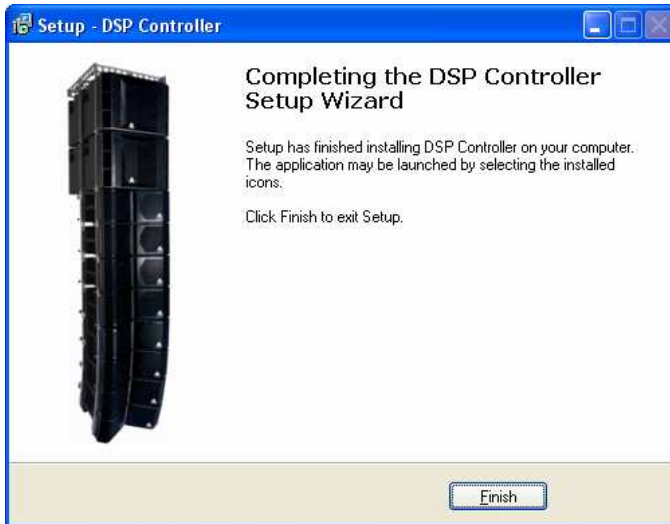 Setup - DSP Controller
Completing the DSP Controller
Setup Wizard
Setup has finished installing DSP Controller on your computer.
The application may be launched by selecting the installed
icons.
Click Finish to exit Setup.
Finish